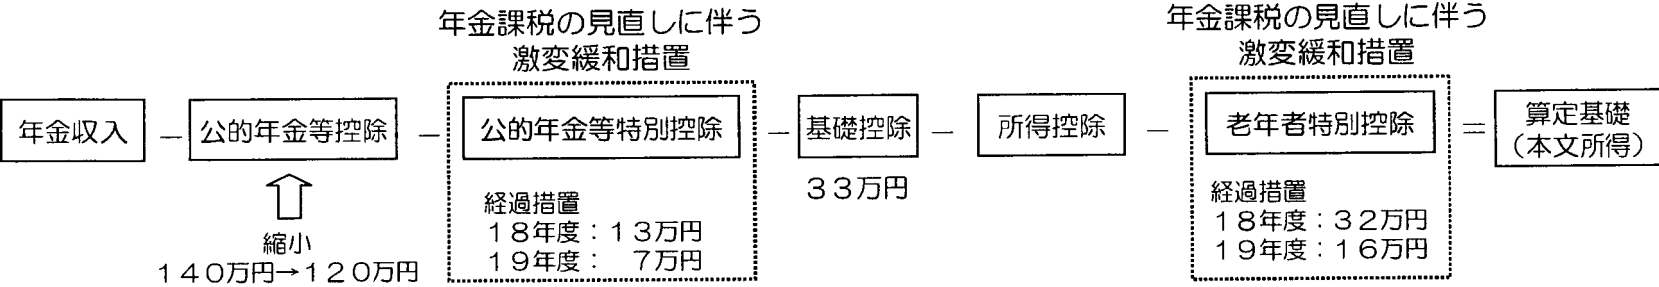 年金課税の見直しに伴う
激変緩和措置
年金課税の見直しに伴う
激変緩和措置
年金収入 − 公的年金等控除 − 公的年金等特別控除 − 基礎控除 − 所得控除 − 老年者特別控除 = 算定基礎
（本文所得）
縮小
１４０万円→１２０万円
経過措置
１８年度：１３万円
１９年度：　７万円
３３万円
経過措置
１８年度：３２万円
１９年度：１６万円